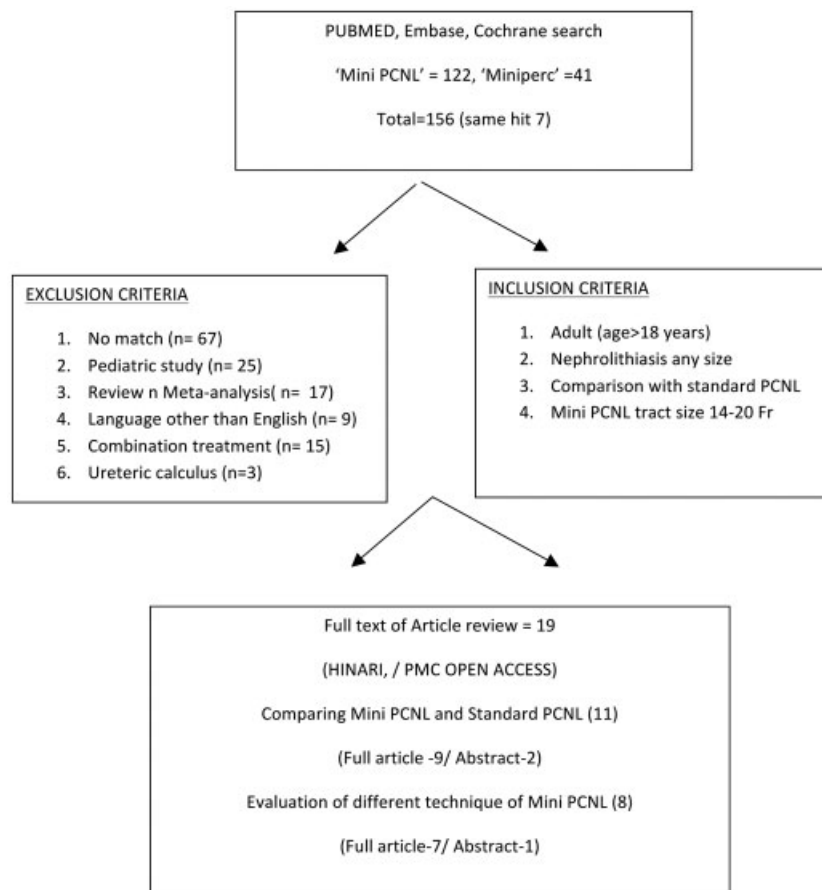 PUBMED, Embase, Cochrane search
‘Mini PCNL’ = 122, ‘Miniperc’ =41
Total=156 (same hit 7)
EXCLUSION CRITERIA
1. No match (n= 67)
2. Pediatric study (n= 25)
3. Review n Meta-analysis( n= 17)
4. Language other than English (n= 9)
5. Combination treatment (n= 15)
6. Ureteric calculus (n=3)
INCLUSION CRITERIA
1. Adult (age>18 years)
2. Nephrolithiasis any size
3. Comparison with standard PCNL
4. Mini PCNL tract size 14-20 Fr
Full text of Article review = 19
(HINARI, / PMC OPEN ACCESS)
Comparing Mini PCNL and Standard PCNL (11)
(Full article -9/ Abstract-2)
Evaluation of different technique of Mini PCNL (8)
(Full article-7/ Abstract-1)